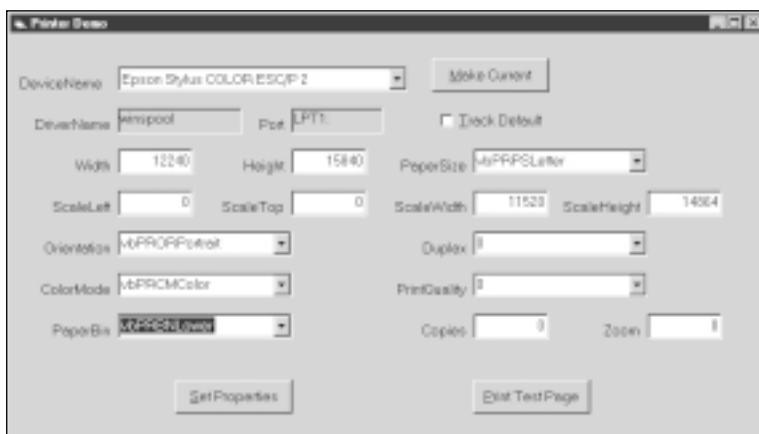 Printer Demo
DeviceName Epson Stylus COLOR ESC/P 2 Make Current
DriverName winspool Port LPT1: Track Default
Width 12240 Height 15840 PaperSize vbPRPSLetter
ScaleLeft 0 ScaleTop 0 ScaleWidth 11520 ScaleHeight
Orientation vbPRORPortrait Duplex 0
ColorMode vbPRCMColor PrintQuality 0
PaperBin vbPRBNLower Copies 0 Zoom 0
Set Properties Print Test Page